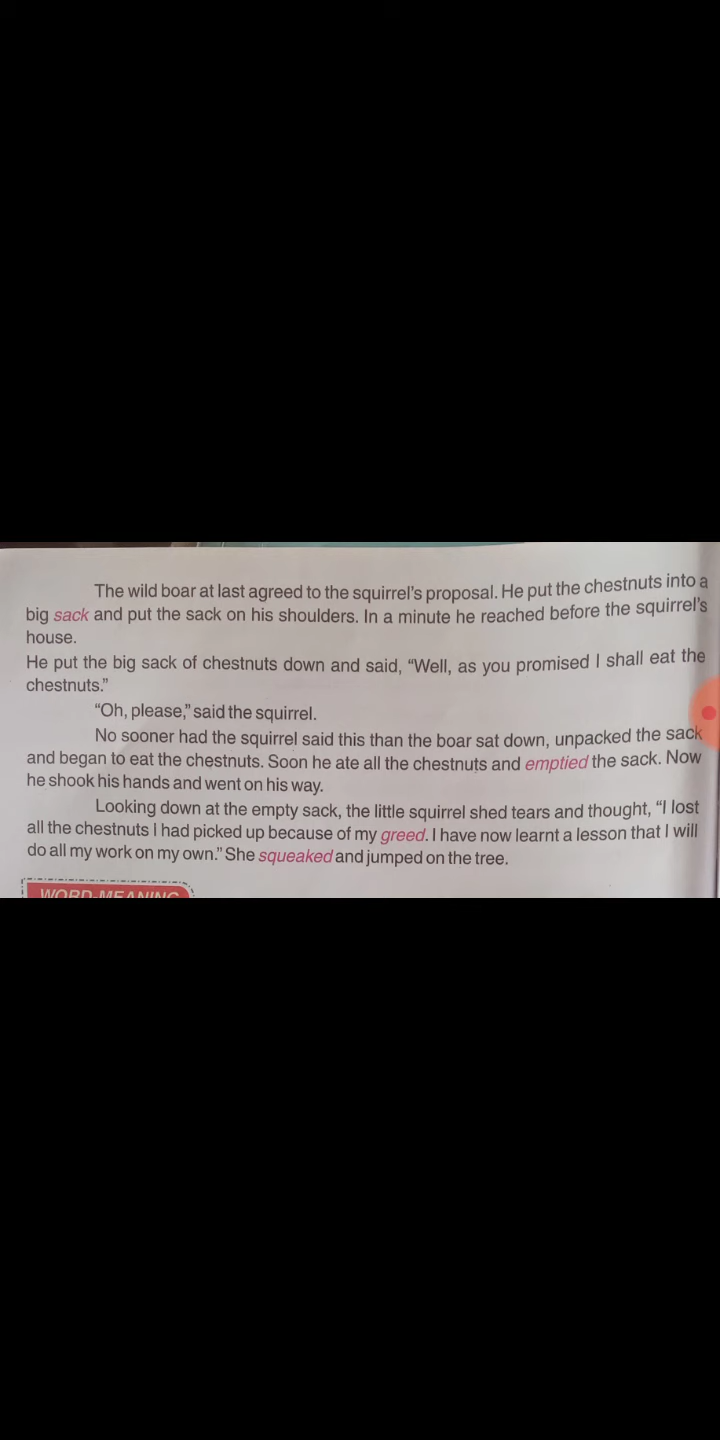 The wild boar at last agreed to the squirrel's proposal. He put the chestnuts into a
big sack and put the sack on his shoulders. In a minute he reached before the squirrel's
house.
He put the big sack of chestnuts down and said, “Well, as you promised I shall eat the
chestnuts.”
“Oh, please,” said the squirrel.
No sooner had the squirrel said this than the boar sat down, unpacked the sack
and began to eat the chestnuts. Soon he ate all the chestnuts and emptied the sack. Now
he shook his hands and went on his way.
Looking down at the empty sack, the little squirrel shed tears and thought, “I lost
all the chestnuts I had picked up because of my greed. I have now learnt a lesson that I will
do all my work on my own.” She squeaked and jumped on the tree.
WORD-MEANING